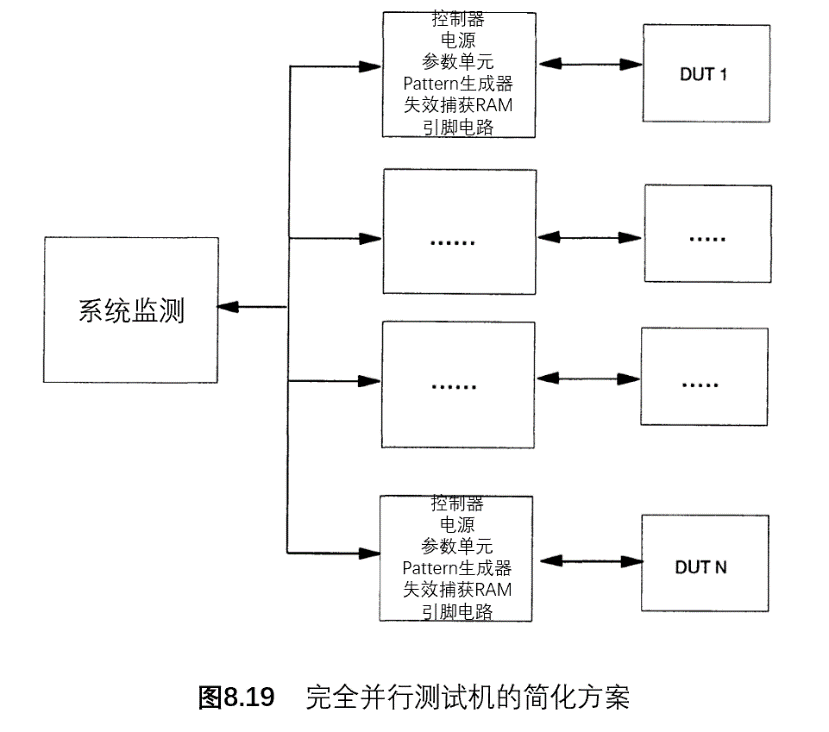 控制器
电源
参数单元
Pattern生成器
失效捕获RAM
引脚电路
DUT 1
......
.....
系统监测
......
.....
控制器
电源
参数单元
Pattern生成器
失效捕获RAM
引脚电路
DUT N
图8.19 完全并行测试机的简化方案